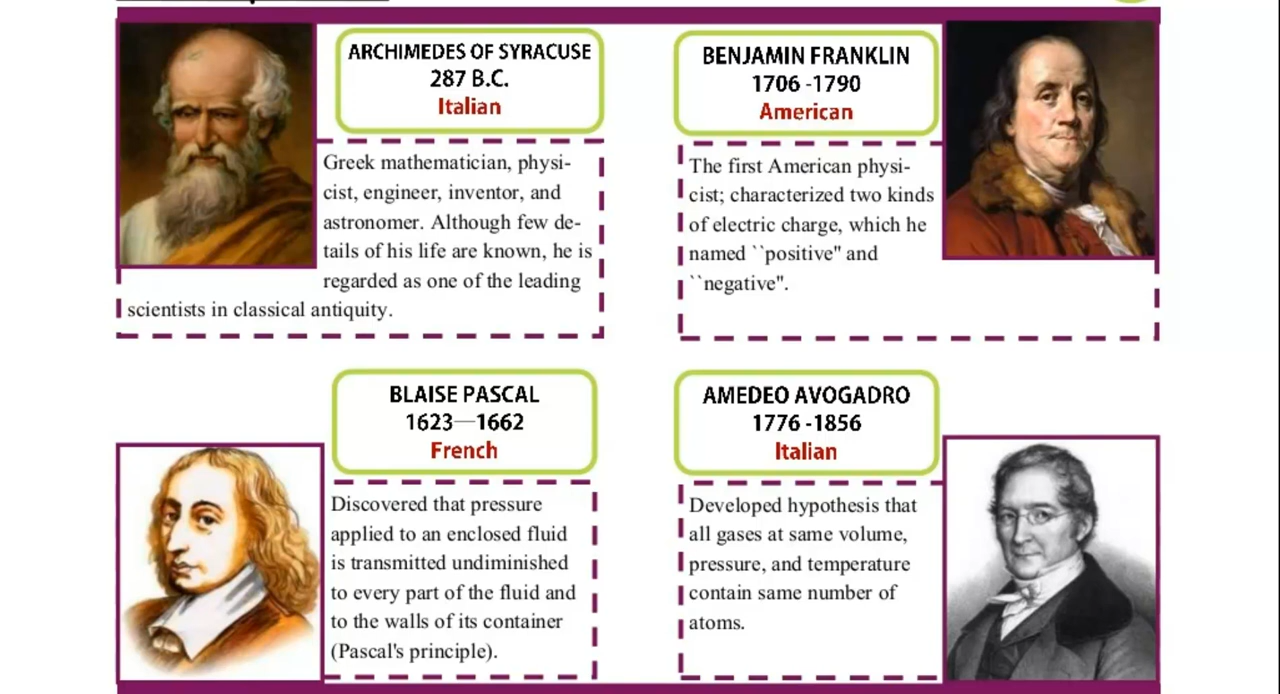 ARCHIMEDES OF SYRACUSE
287 B.C.
Italian
Greek mathematician, physi-
cist, engineer, inventor, and
astronomer. Although few de-
tails of his life are known, he is
regarded as one of the leading
scientists in classical antiquity.
BENJAMIN FRANKLIN
1706 -1790
American
The first American physi-
cist; characterized two kinds
of electric charge, which he
named ``positive" and
``negative".
BLAISE PASCAL
1623—1662
French
Discovered that pressure
applied to an enclosed fluid
is transmitted undiminished
to every part of the fluid and
to the walls of its container
(Pascal's principle).
AMEDEO AVOGADRO
1776 -1856
Italian
Developed hypothesis that
all gases at same volume,
pressure, and temperature
contain same number of
atoms.